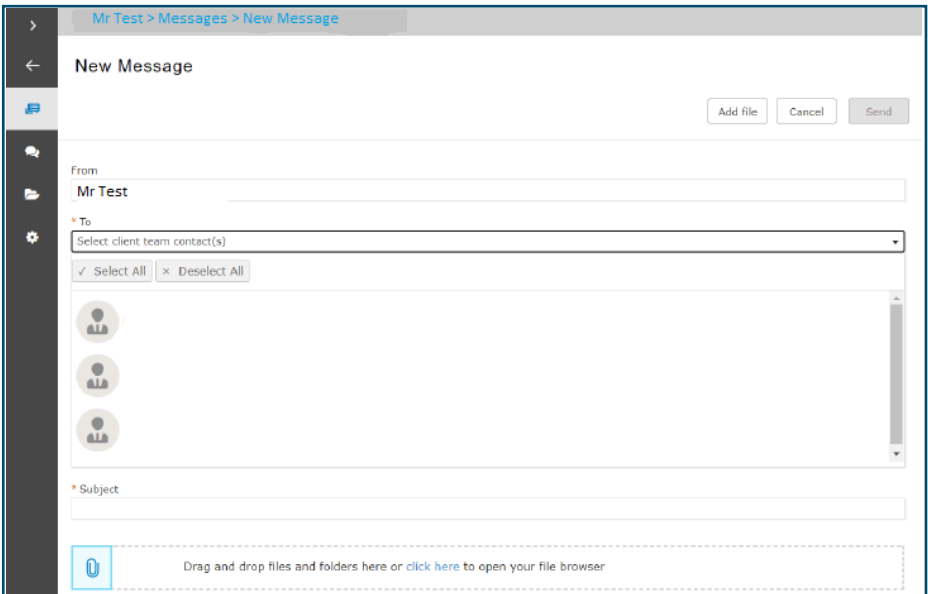 Mr Test > Messages > New Message
New Message
Add file Cancel Send
From
Mr Test
* To
Select client team contact(s)
✓ Select All × Deselect All
* Subject
Drag and drop files and folders here or click here to open your file browser